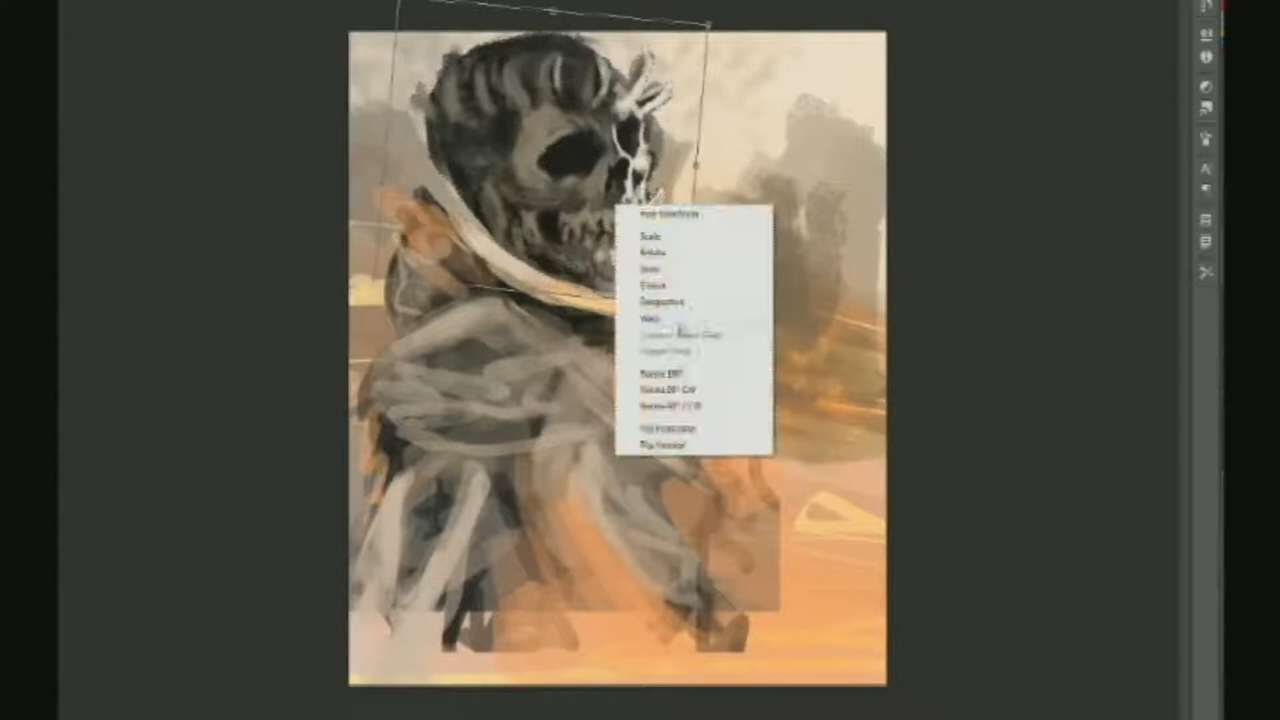 Free Transform
Scale
Rotate
Skew
Distort
Perspective
Warp
Rotate 180°
Rotate 90° CW
Rotate 90° CCW
Flip Horizontal
Flip Vertical